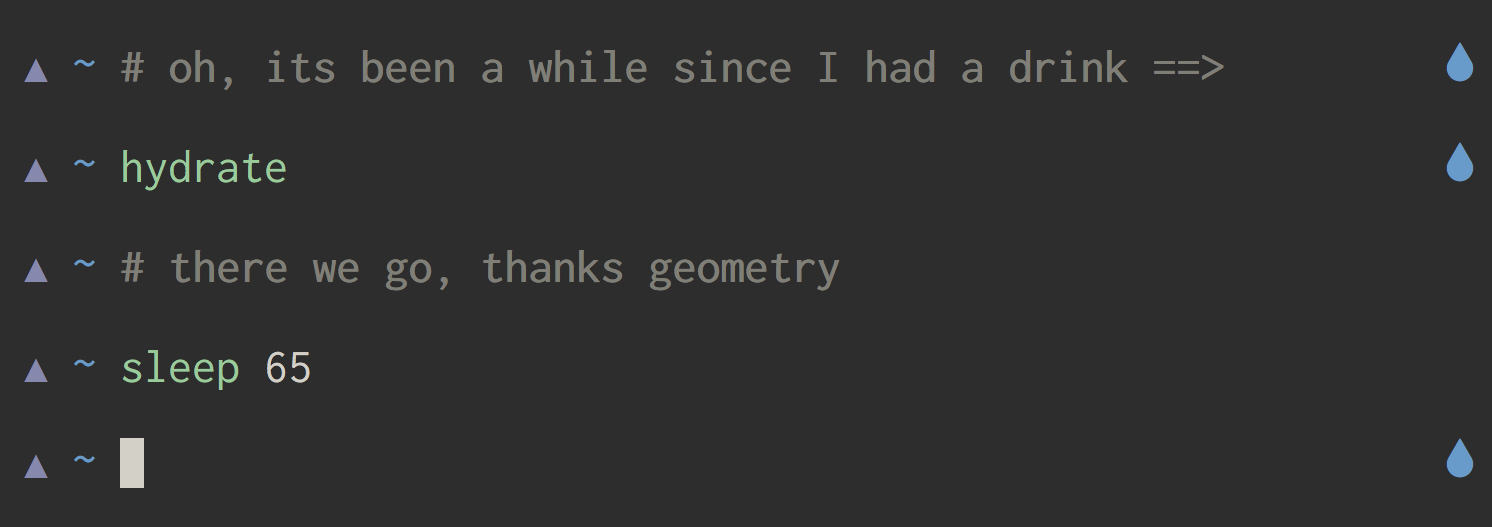 ▲ ~ # oh, its been a while since I had a drink ==>
▲ ~ hydrate
▲ ~ # there we go, thanks geometry
▲ ~ sleep 65
▲ ~